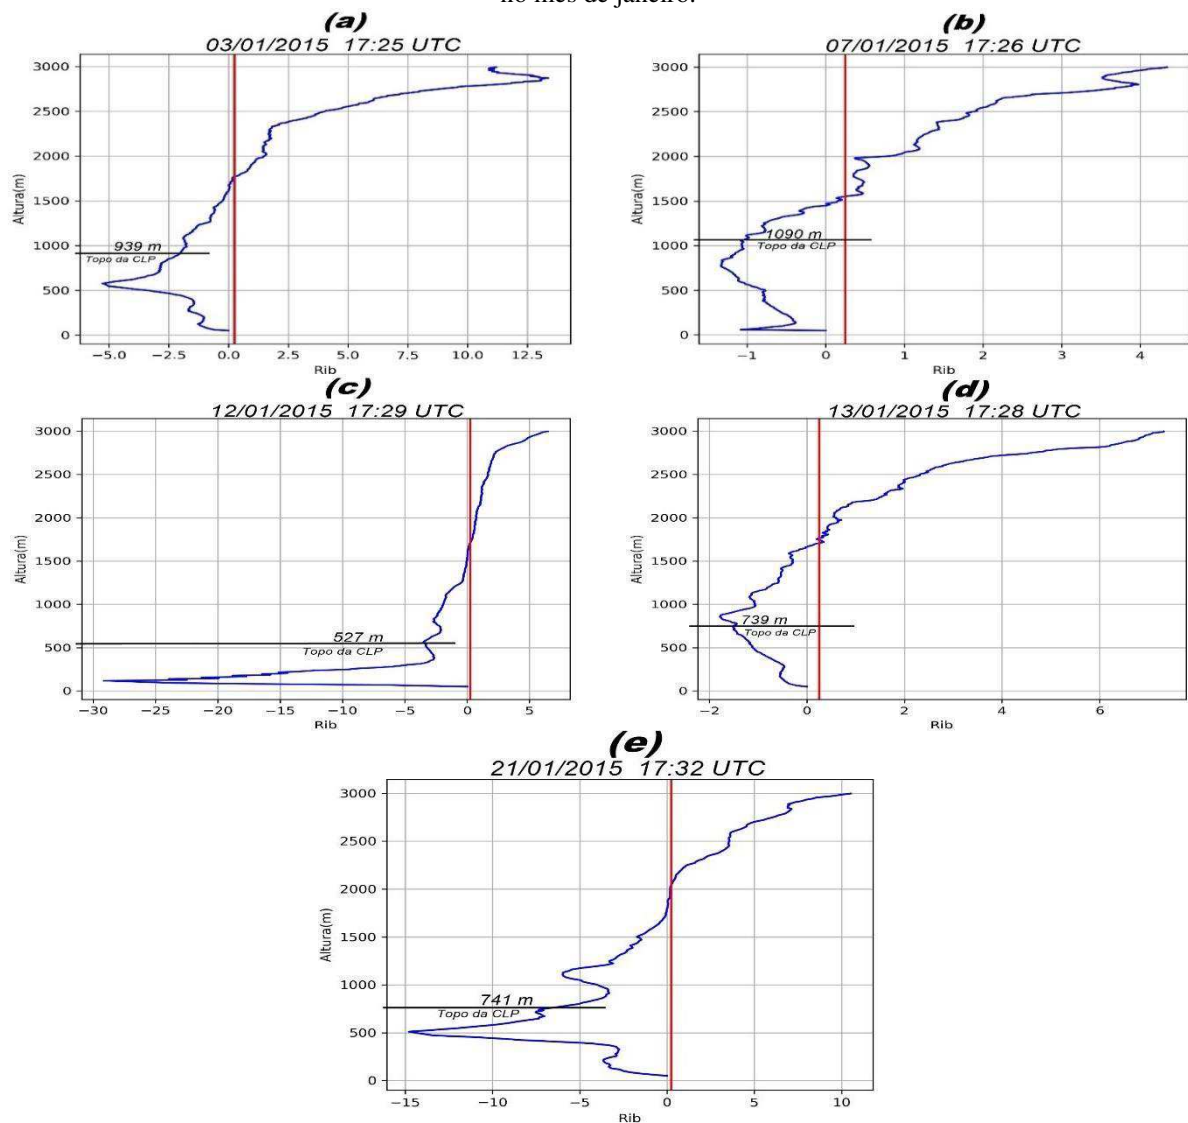 no mês de janeiro.
(a)
03/01/2015 17:25 UTC
3000
2500
2000
1500
1000
500
0
Altura(m)
939 m
Topo da CLP
−5.0 −2.5 0.0 2.5 5.0 7.5 10.0 12.5
Rib
(b)
07/01/2015 17:26 UTC
3000
2500
2000
1500
1000
500
0
Altura(m)
1090 m
Topo da CLP
−1 0 1 2 3 4
Rib
(c)
12/01/2015 17:29 UTC
3000
2500
2000
1500
1000
500
0
Altura(m)
527 m
Topo da CLP
−30 −25 −20 −15 −10 −5 0 5
Rib
(d)
13/01/2015 17:28 UTC
3000
2500
2000
1500
1000
500
0
Altura(m)
739 m
Topo da CLP
−2 0 2 4 6
Rib
(e)
21/01/2015 17:32 UTC
3000
2500
2000
1500
1000
500
0
Altura(m)
741 m
Topo da CLP
−15 −10 −5 0 5 10
Rib